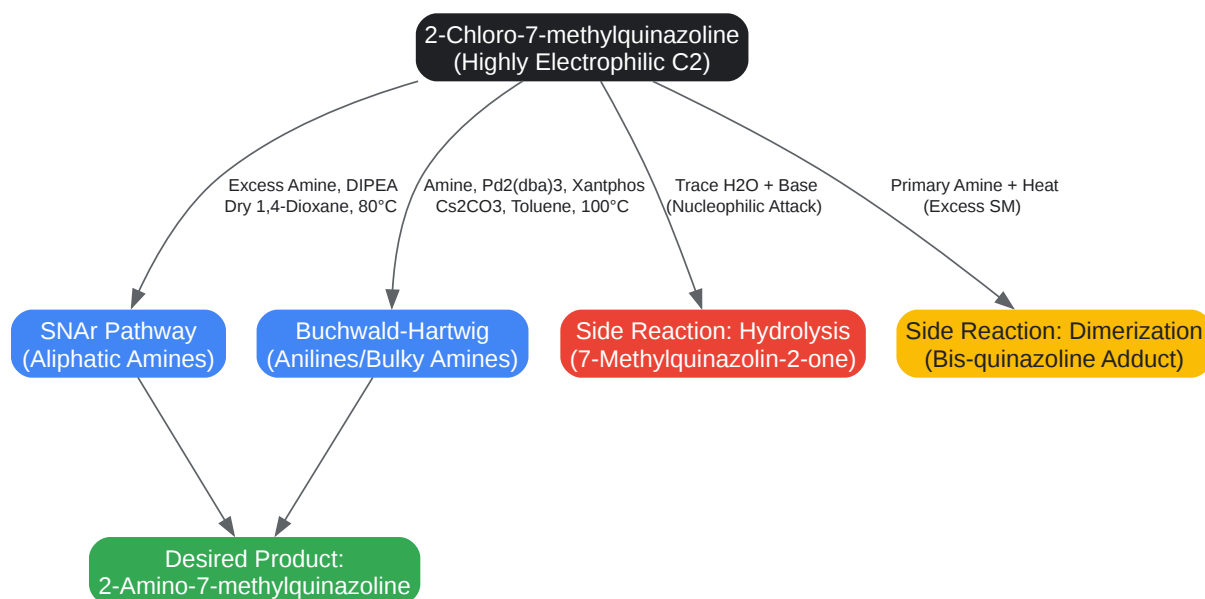 2-Chloro-7-methylquinazoline
(Highly Electrophilic C2)
Excess Amine, DIPEA
Dry 1,4-Dioxane, 80°C
Amine, Pd2(dba)3, Xantphos
Cs2CO3, Toluene, 100°C
Trace H2O + Base
(Nucleophilic Attack)
Primary Amine + Heat
(Excess SM)
SNAr Pathway
(Aliphatic Amines)
Buchwald-Hartwig
(Anilines/Bulky Amines)
Side Reaction: Hydrolysis
(7-Methylquinazolin-2-one)
Side Reaction: Dimerization
(Bis-quinazoline Adduct)
Desired Product:
2-Amino-7-methylquinazoline